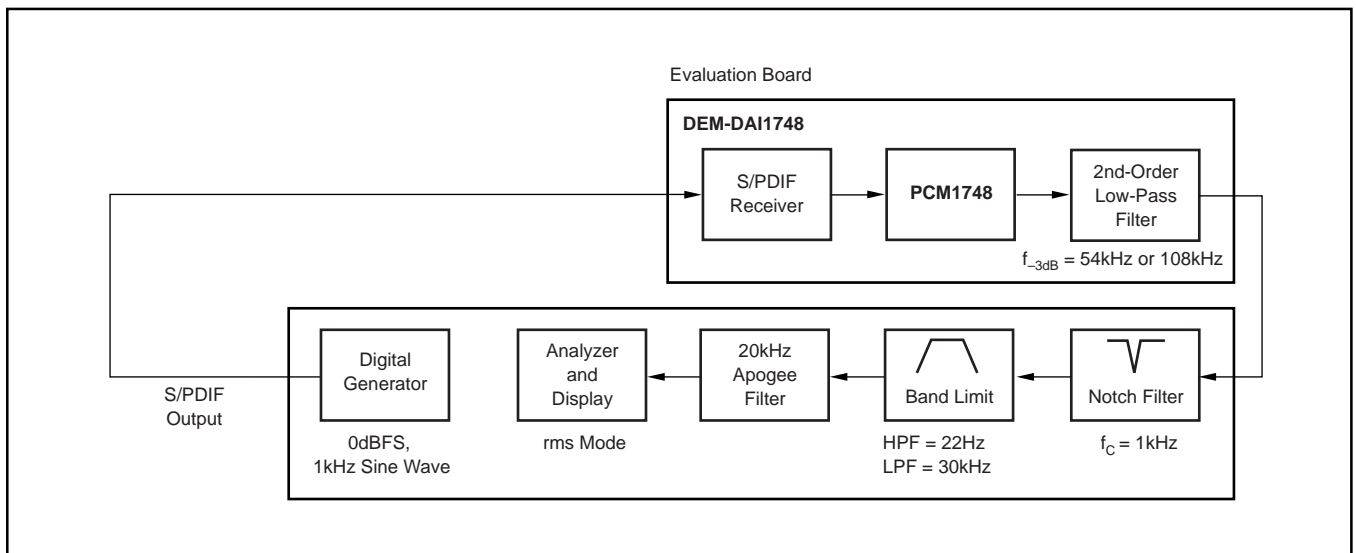 Evaluation Board
DEM-DAI1748
S/PDIF
Receiver
PCM1748
2nd-Order
Low-Pass
Filter
f–3dB = 54kHz or 108kHz
Digital
Generator
Analyzer
and
Display
20kHz
Apogee
Filter
Band Limit
Notch Filter
S/PDIF
Output
0dBFS,
1kHz Sine Wave
rms Mode
HPF = 22Hz
LPF = 30kHz
fC = 1kHz